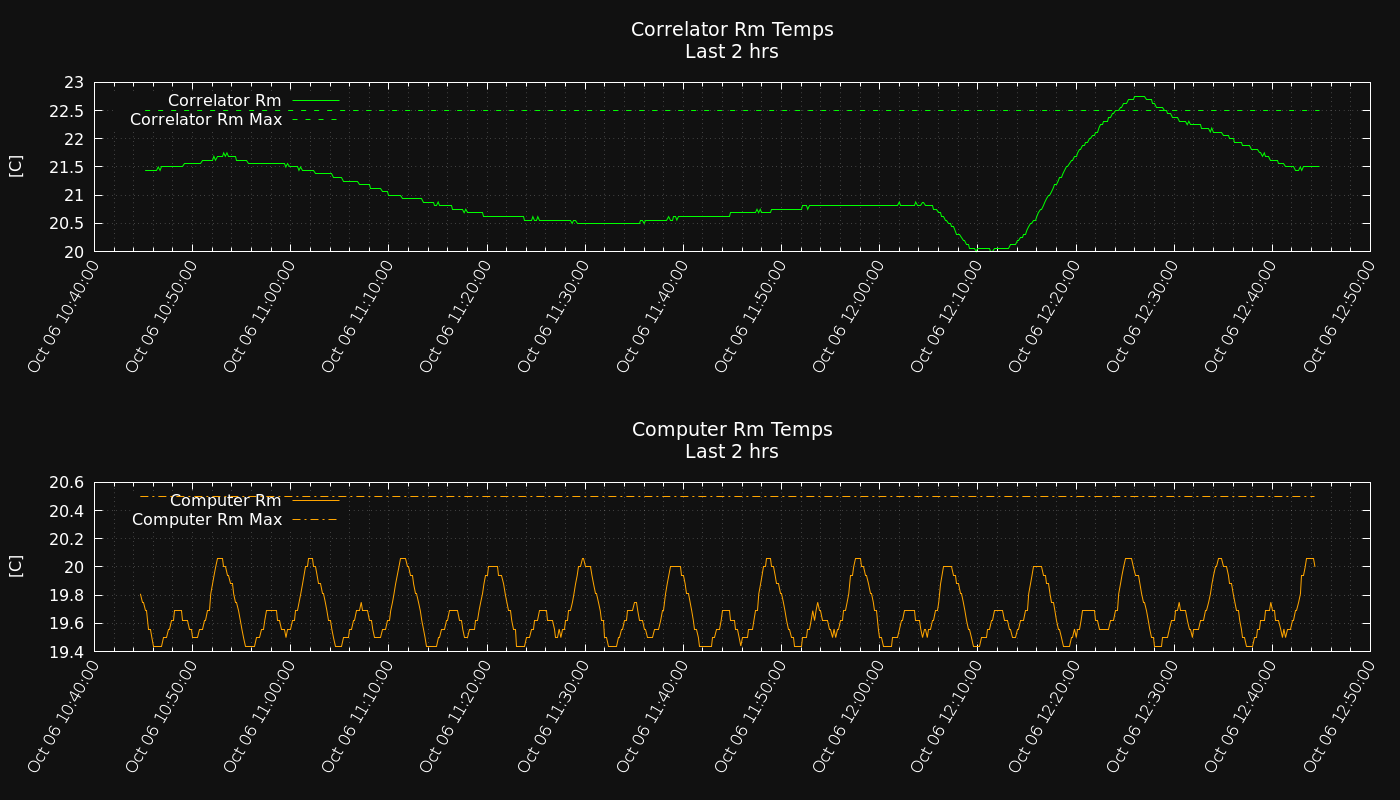 Correlator Rm Temps
Last 2 hrs
23
22.5
22
21.5
21
20.5
20
[C]
Correlator Rm
Correlator Rm Max
Oct 06 10:40:00
Oct 06 10:50:00
Oct 06 11:00:00
Oct 06 11:10:00
Oct 06 11:20:00
Oct 06 11:30:00
Oct 06 11:40:00
Oct 06 11:50:00
Oct 06 12:00:00
Oct 06 12:10:00
Oct 06 12:20:00
Oct 06 12:30:00
Oct 06 12:40:00
Oct 06 12:50:00
Computer Rm Temps
Last 2 hrs
20.6
20.4
20.2
20
19.8
19.6
19.4
[C]
Computer Rm
Computer Rm Max
Oct 06 10:40:00
Oct 06 10:50:00
Oct 06 11:00:00
Oct 06 11:10:00
Oct 06 11:20:00
Oct 06 11:30:00
Oct 06 11:40:00
Oct 06 11:50:00
Oct 06 12:00:00
Oct 06 12:10:00
Oct 06 12:20:00
Oct 06 12:30:00
Oct 06 12:40:00
Oct 06 12:50:00